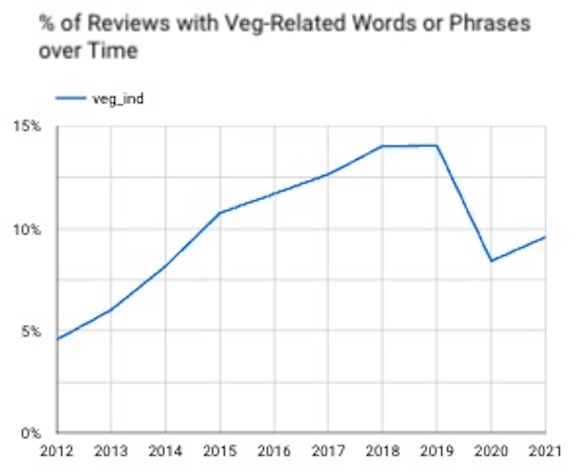 % of Reviews with Veg-Related Words or Phrases
over Time
veg_ind
15%
10%
5%
0%
2012 2013 2014 2015 2016 2017 2018 2019 2020 2021